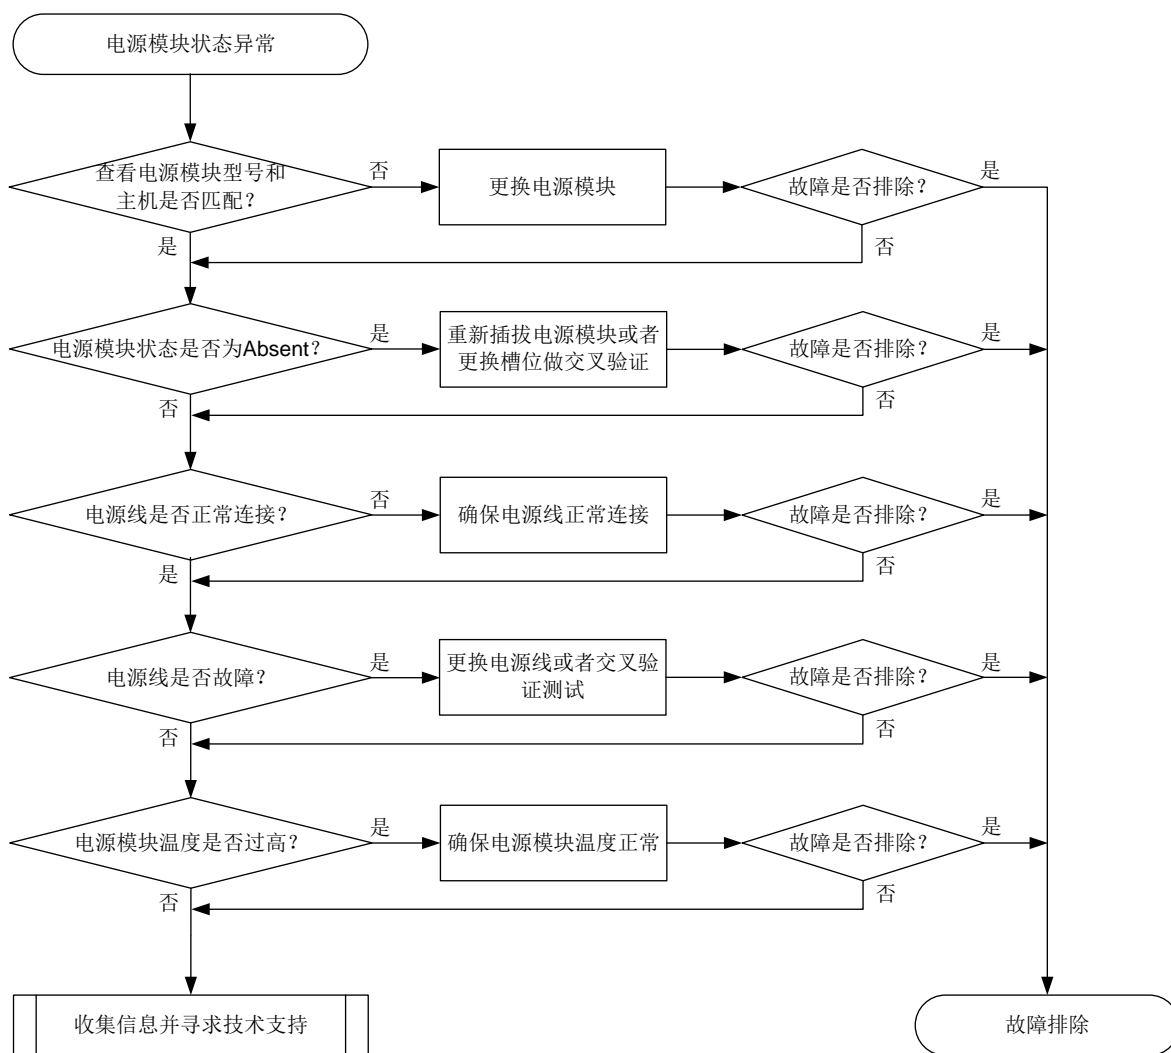 电源模块状态异常
查看电源模块型号和
主机是否匹配？
否
更换电源模块
故障是否排除？
是
是
否
电源模块状态是否为Absent？
是
重新插拔电源模块或者
更换槽位做交叉验证
故障是否排除？
是
否
否
电源线是否正常连接？
否
确保电源线正常连接
故障是否排除？
是
是
否
电源线是否故障？
是
更换电源线或者交叉验
证测试
故障是否排除？
是
否
否
电源模块温度是否过高？
是
确保电源模块温度正常
故障是否排除？
是
否
否
收集信息并寻求技术支持
故障排除